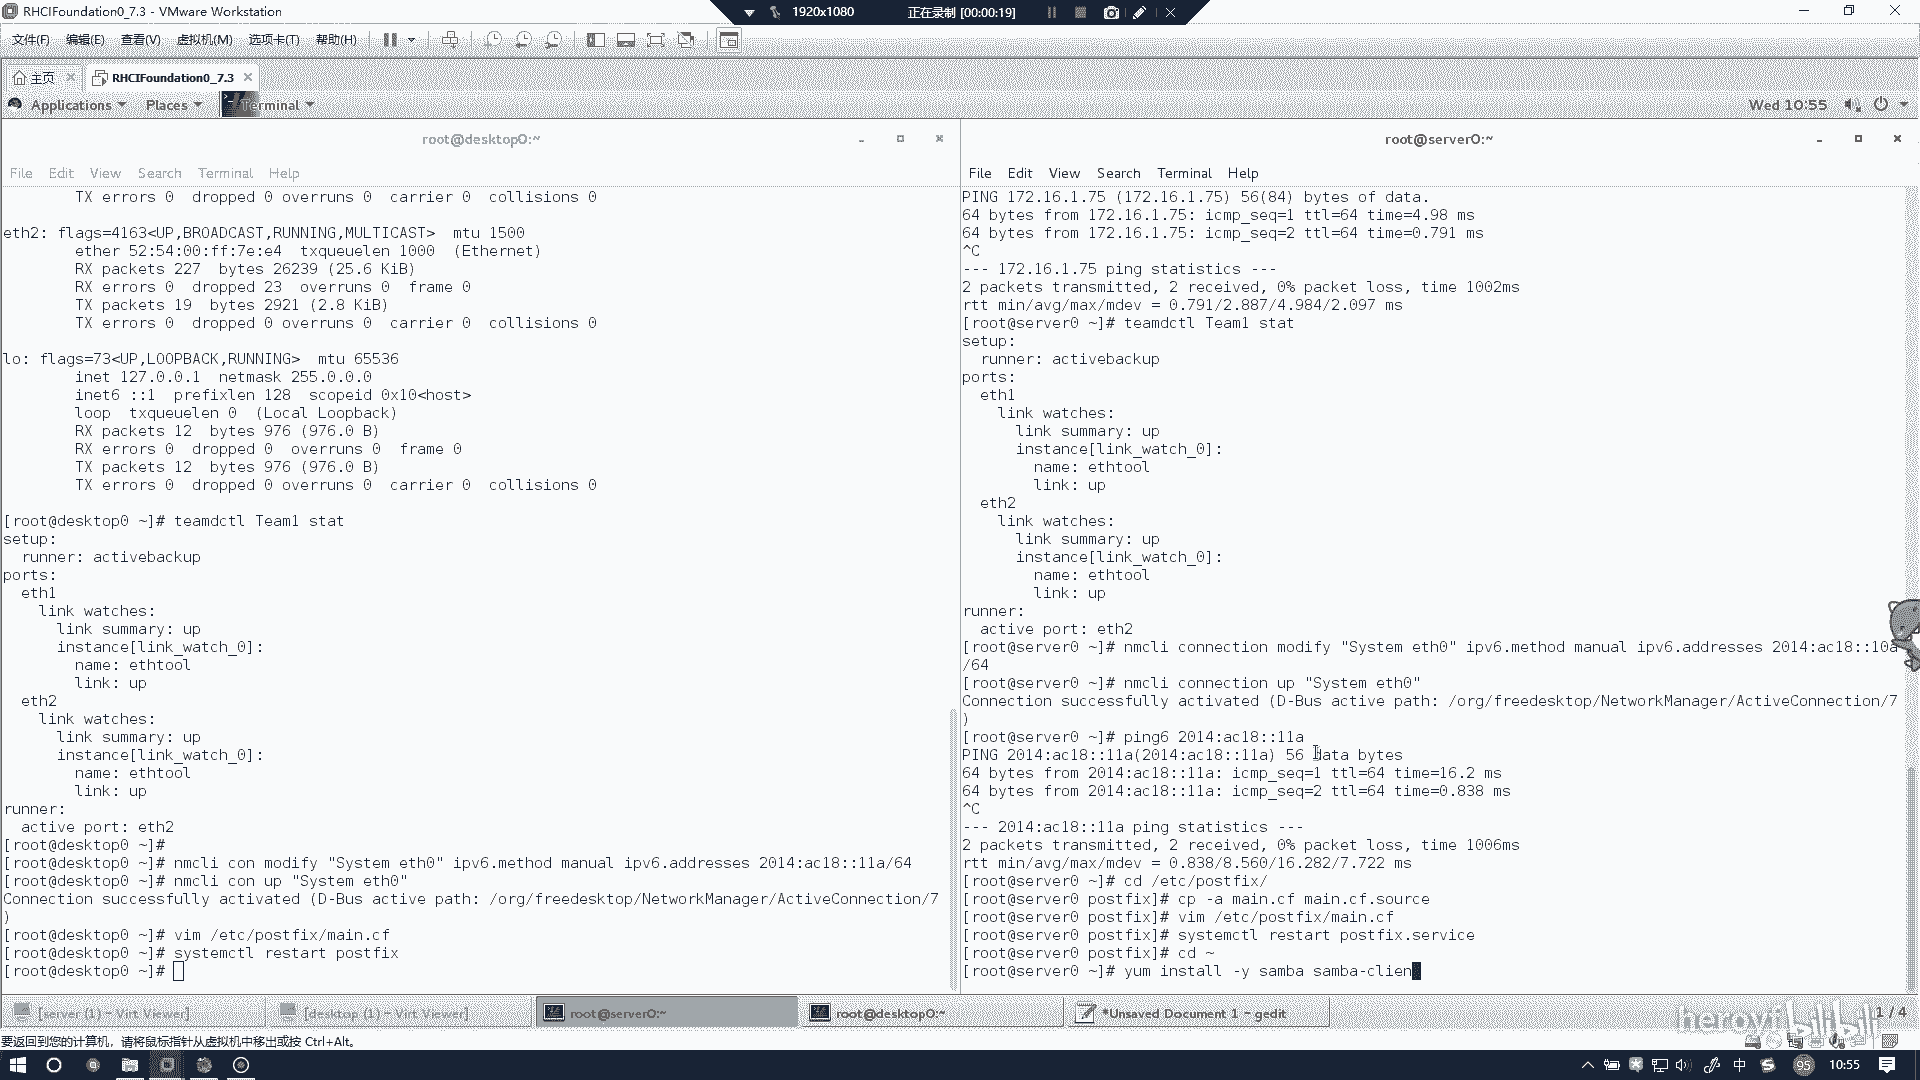 RHCIFoundation0_7.3 - VMware Workstation
1920x1080
正在录制 [00:00:19]
文件(F) 编辑(E) 查看(V) 虚拟机(M) 选项卡(T) 帮助(H)
主页
RHCIFoundation0_7.3
Applications Places Terminal
Wed 10:55
root@desktop0:~
File Edit View Search Terminal Help
TX errors 0 dropped 0 overruns 0 carrier 0 collisions 0
eth2: flags=4163<UP,BROADCAST,RUNNING,MULTICAST> mtu 1500
ether 52:54:00:ff:7e:e4 txqueuelen 1000 (Ethernet)
RX packets 227 bytes 26239 (25.6 KiB)
RX errors 0 dropped 23 overruns 0 frame 0
TX packets 19 bytes 2921 (2.8 KiB)
TX errors 0 dropped 0 overruns 0 carrier 0 collisions 0
lo: flags=73<UP,LOOPBACK,RUNNING> mtu 65536
inet 127.0.0.1 netmask 255.0.0.0
inet6 ::1 prefixlen 128 scopeid 0x10<host>
loop txqueuelen 0 (Local Loopback)
RX packets 12 bytes 976 (976.0 B)
RX errors 0 dropped 0 overruns 0 frame 0
TX packets 12 bytes 976 (976.0 B)
TX errors 0 dropped 0 overruns 0 carrier 0 collisions 0
[root@desktop0 ~]# teamdctl Team1 stat
setup:
runner: activebackup
ports:
eth1
link watches:
link summary: up
instance[link_watch_0]:
name: ethtool
link: up
eth2
link watches:
link summary: up
instance[link_watch_0]:
name: ethtool
link: up
runner:
active port: eth2
[root@desktop0 ~]#
[root@desktop0 ~]# nmcli con modify "System eth0" ipv6.method manual ipv6.addresses 2014:ac18::11a/64
[root@desktop0 ~]# nmcli con up "System eth0"
Connection successfully activated (D-Bus active path: /org/freedesktop/NetworkManager/ActiveConnection/7
)
[root@desktop0 ~]# vim /etc/postfix/main.cf
[root@desktop0 ~]# systemctl restart postfix
[root@desktop0 ~]#
root@server0:~
File Edit View Search Terminal Help
PING 172.16.1.75 (172.16.1.75) 56(84) bytes of data.
64 bytes from 172.16.1.75: icmp_seq=1 ttl=64 time=4.98 ms
64 bytes from 172.16.1.75: icmp_seq=2 ttl=64 time=0.791 ms
^C
--- 172.16.1.75 ping statistics ---
2 packets transmitted, 2 received, 0% packet loss, time 1002ms
rtt min/avg/max/mdev = 0.791/2.887/4.984/2.097 ms
[root@server0 ~]# teamdctl Team1 stat
setup:
runner: activebackup
ports:
eth1
link watches:
link summary: up
instance[link_watch_0]:
name: ethtool
link: up
eth2
link watches:
link summary: up
instance[link_watch_0]:
name: ethtool
link: up
runner:
active port: eth2
[root@server0 ~]# nmcli connection modify "System eth0" ipv6.method manual ipv6.addresses 2014:ac18::10a
/64
[root@server0 ~]# nmcli connection up "System eth0"
Connection successfully activated (D-Bus active path: /org/freedesktop/NetworkManager/ActiveConnection/7
)
[root@server0 ~]# ping6 2014:ac18::11a
PING 2014:ac18::11a(2014:ac18::11a) 56 data bytes
64 bytes from 2014:ac18::11a: icmp_seq=1 ttl=64 time=16.2 ms
64 bytes from 2014:ac18::11a: icmp_seq=2 ttl=64 time=0.838 ms
^C
--- 2014:ac18::11a ping statistics ---
2 packets transmitted, 2 received, 0% packet loss, time 1006ms
rtt min/avg/max/mdev = 0.838/8.560/16.282/7.722 ms
[root@server0 ~]# cd /etc/postfix/
[root@server0 postfix]# cp -a main.cf main.cf.source
[root@server0 postfix]# vim /etc/postfix/main.cf
[root@server0 postfix]# systemctl restart postfix.service
[root@server0 postfix]# cd ~
[root@server0 ~]# yum install -y samba samba-clien
[server (1) - Virt Viewer]
[desktop (1) - Virt Viewer]
root@server0:~
root@desktop0:~
*Unsaved Document 1 - gedit
1 / 4
heroyf bilibili
要返回到您的计算机，请将鼠标指针从虚拟机中移出或按 Ctrl+Alt。
中
95
10:55